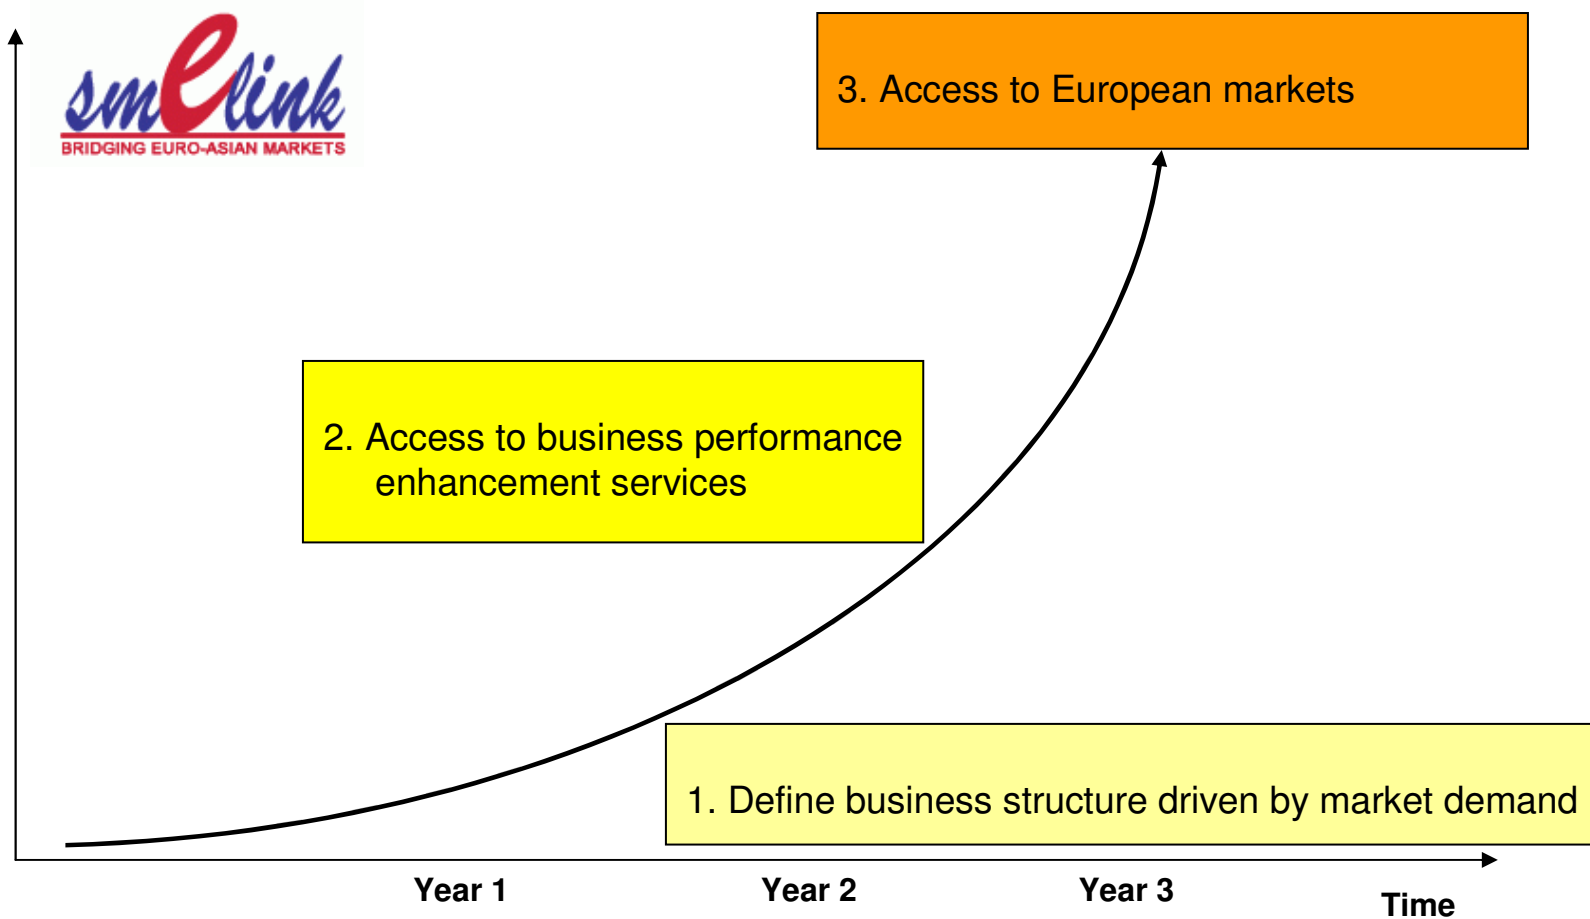 smelink
BRIDGING EURO-ASIAN MARKETS
3. Access to European markets
2. Access to business performance
enhancement services
1. Define business structure driven by market demand
Year 1
Year 2
Year 3
Time